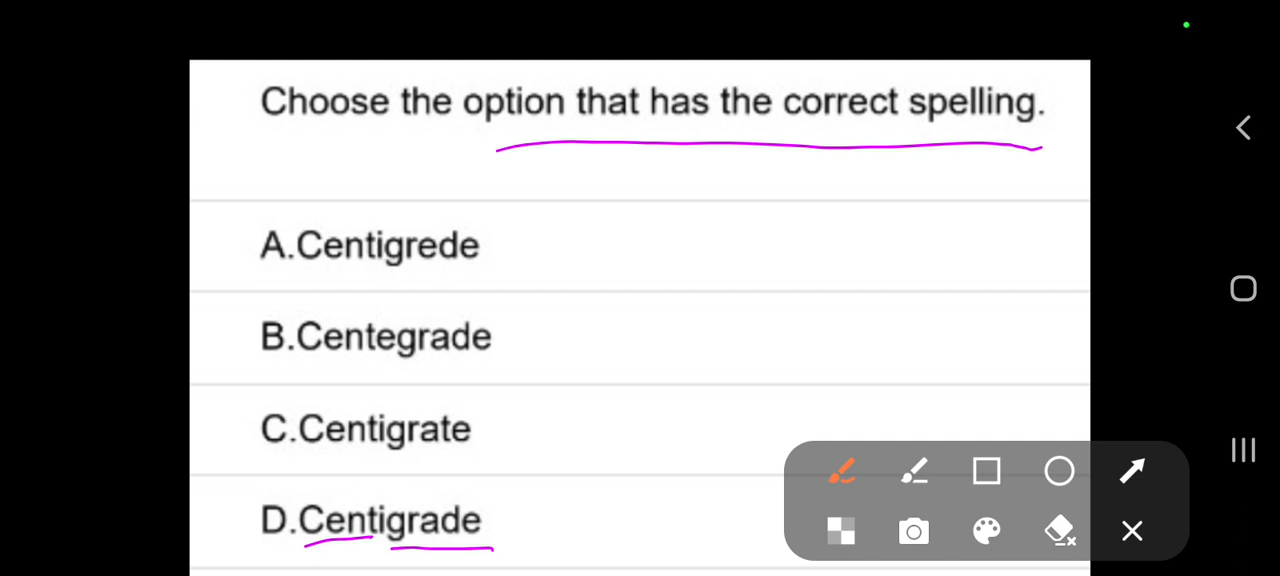 Choose the option that has the correct spelling.
A.Centigrede
B.Centegrade
C.Centigrate
D.Centigrade